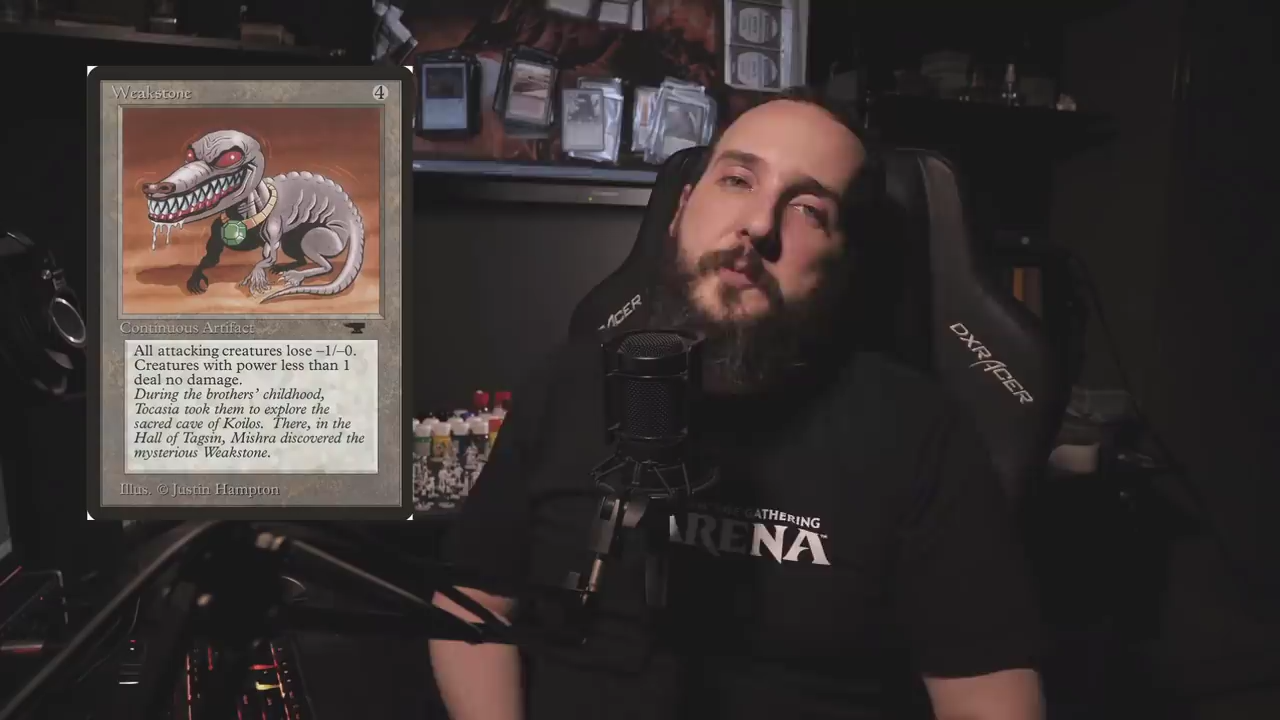 Weakstone 4
Continuous Artifact
All attacking creatures lose –1/–0.
Creatures with power less than 1
deal no damage.
During the brothers' childhood,
Tocasia took them to explore the
sacred cave of Koilos. There, in the
Hall of Tagsin, Mishra discovered the
mysterious Weakstone.
Illus. © Justin Hampton
ACER
DXRACER
GATHERING
ARENA